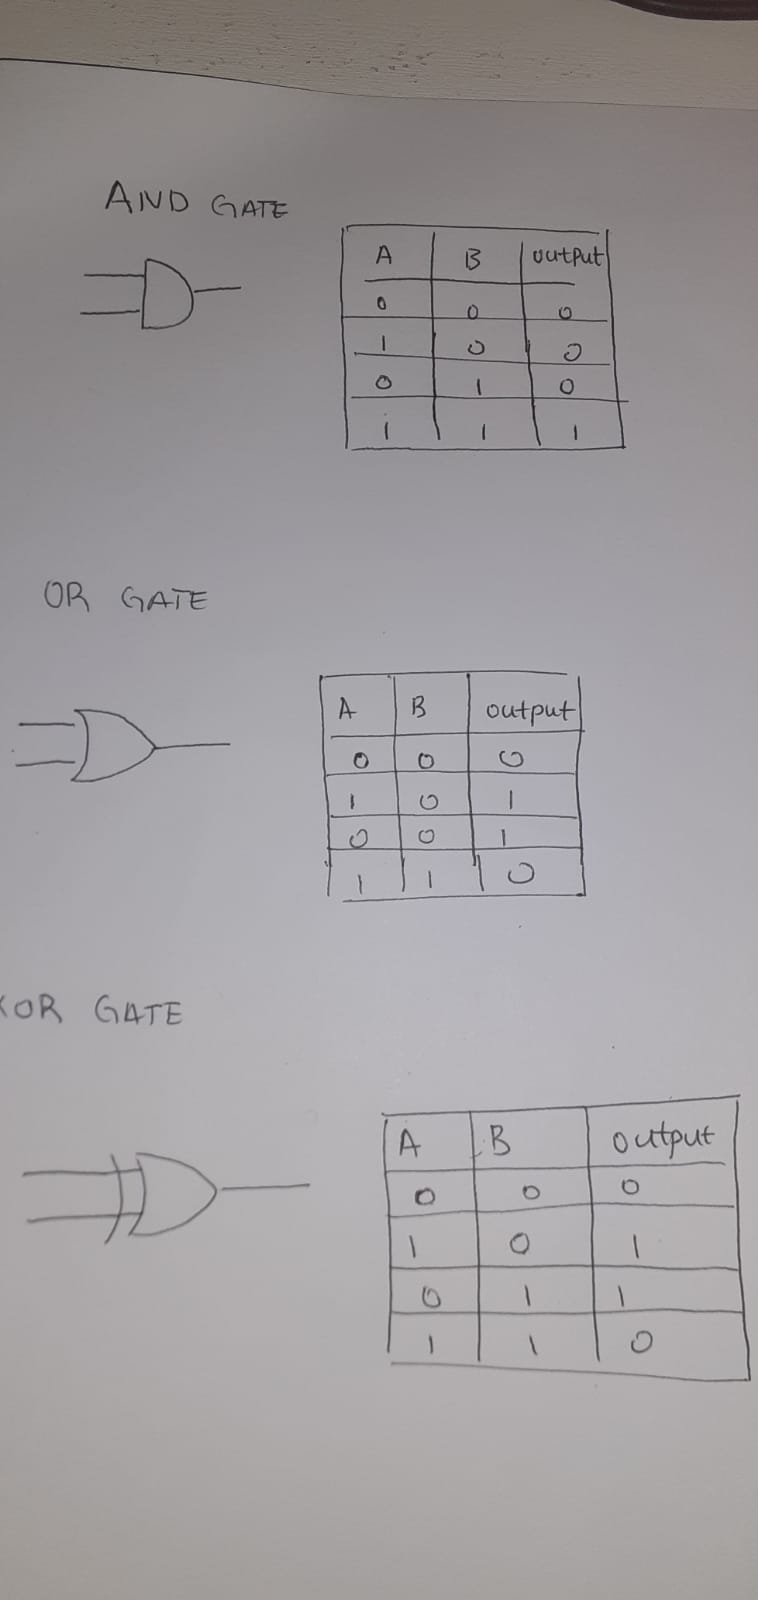 AND GATE
A B output
0 0 0
1 0 0
0 1 0
1 1 1
OR GATE
A B output
0 0 0
1 0 1
0 0 1
1 1 0
XOR GATE
A B output
0 0 0
1 0 1
0 1 1
1 1 0